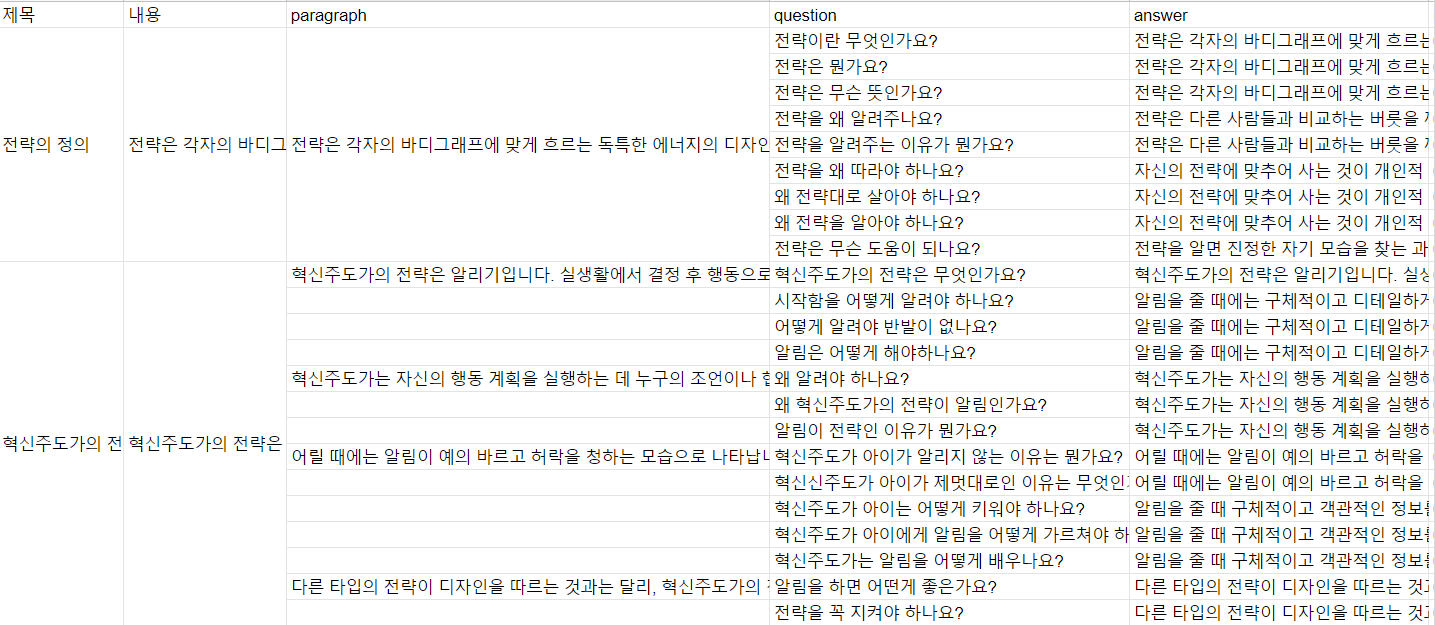 제목 내용 paragraph question answer
전략이란 무엇인가요? 전략은 각자의 바디그래프에 맞게 흐르는
전략은 뭔가요? 전략은 각자의 바디그래프에 맞게 흐르는
전략은 무슨 뜻인가요? 전략은 각자의 바디그래프에 맞게 흐르는
전략을 왜 알려주나요? 전략은 다른 사람들과 비교하는 버릇을
전략의 정의 전략은 각자의 바디그 전략은 각자의 바디그래프에 맞게 흐르는 독특한 에너지의 디자인 전략을 알려주는 이유가 뭔가요? 전략은 다른 사람들과 비교하는 버릇을
전략을 왜 따라야 하나요? 자신의 전략에 맞추어 사는 것이 개인적
왜 전략대로 살아야 하나요? 자신의 전략에 맞추어 사는 것이 개인적
왜 전략을 알아야 하나요? 자신의 전략에 맞추어 사는 것이 개인적
전략은 무슨 도움이 되나요? 전략을 알면 진정한 자기 모습을 찾는 과
혁신주도가의 전략은 알리기입니다. 실생활에서 결정 후 행동으로 혁신주도가의 전략은 무엇인가요? 혁신주도가의 전략은 알리기입니다. 실생
시작함을 어떻게 알려야 하나요? 알림을 줄 때에는 구체적이고 디테일하게
어떻게 알려야 반발이 없나요? 알림을 줄 때에는 구체적이고 디테일하게
알림은 어떻게 해야하나요? 알림을 줄 때에는 구체적이고 디테일하게
혁신주도가는 자신의 행동 계획을 실행하는 데 누구의 조언이나 왜 알려야 하나요? 혁신주도가는 자신의 행동 계획을 실행하
왜 혁신주도가의 전략이 알림인가요? 혁신주도가는 자신의 행동 계획을 실행하
알림이 전략인 이유가 뭔가요? 혁신주도가는 자신의 행동 계획을 실행하
혁신주도가의 전 혁신주도가의 전략은 어릴 때에는 알림이 예의 바르고 허락을 청하는 모습으로 나타납니 혁신주도가 아이가 알리지 않는 이유는 뭔가요? 어릴 때에는 알림이 예의 바르고 허락을
혁신신주도가 아이가 제멋대로인 이유는 무엇인가 어릴 때에는 알림이 예의 바르고 허락을
혁신주도가 아이는 어떻게 키워야 하나요? 알림을 줄 때 구체적이고 객관적인 정보를
혁신주도가 아이에게 알림을 어떻게 가르쳐야 하 알림을 줄 때 구체적이고 객관적인 정보를
혁신주도가는 알림을 어떻게 배우나요? 알림을 줄 때 구체적이고 객관적인 정보를
다른 타입의 전략이 디자인을 따르는 것과는 달리, 혁신주도가의 알림을 하면 어떤게 좋은가요? 다른 타입의 전략이 디자인을 따르는 것과
전략을 꼭 지켜야 하나요? 다른 타입의 전략이 디자인을 따르는 것과